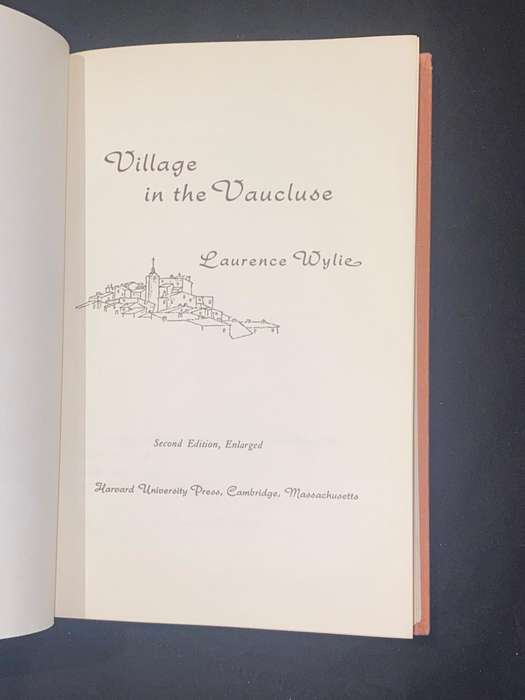 Village
in the Vaucluse
Laurence Wylie
Second Edition, Enlarged
Harvard University Press, Cambridge, Massachusetts